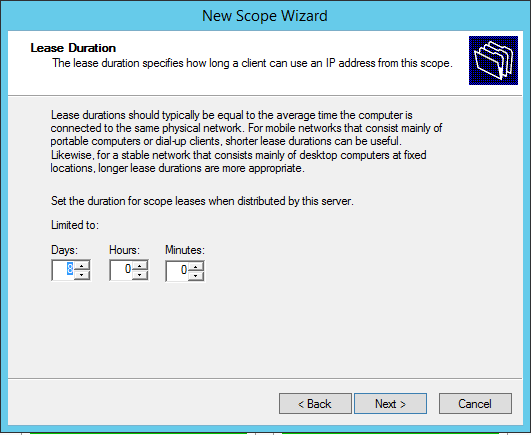 New Scope Wizard
Lease Duration
The lease duration specifies how long a client can use an IP address from this scope.
Lease durations should typically be equal to the average time the computer is
connected to the same physical network. For mobile networks that consist mainly of
portable computers or dial-up clients, shorter lease durations can be useful.
Likewise, for a stable network that consists mainly of desktop computers at fixed
locations, longer lease durations are more appropriate.
Set the duration for scope leases when distributed by this server.
Limited to:
Days: Hours: Minutes:
8 0 0
< Back Next > Cancel